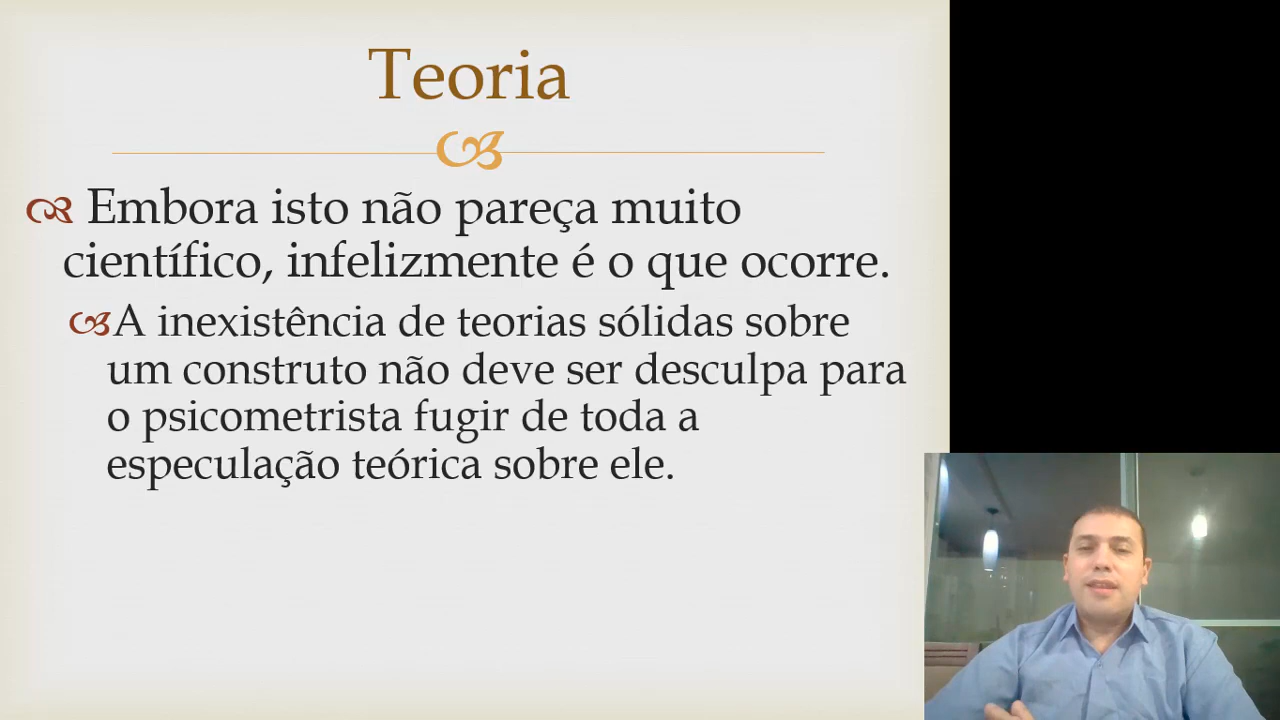 Teoria
Embora isto não pareça muito
científico, infelizmente é o que ocorre.
A inexistência de teorias sólidas sobre
um construto não deve ser desculpa para
o psicometrista fugir de toda a
especulação teórica sobre ele.